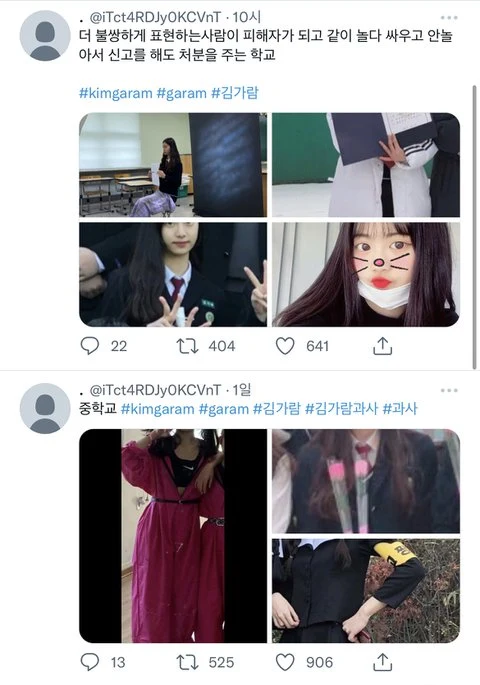 . @iTct4RDJy0KCVnT · 10시
더 불쌍하게 표현하는사람이 피해자가 되고 같이 놀다 싸우고 안놀
아서 신고를 해도 처분을 주는 학교
#kimgaram #garam #김가람
22 404 641
. @iTct4RDJy0KCVnT · 1일
중학교 #kimgaram #garam #김가람 #김가람과사 #과사
13 525 906